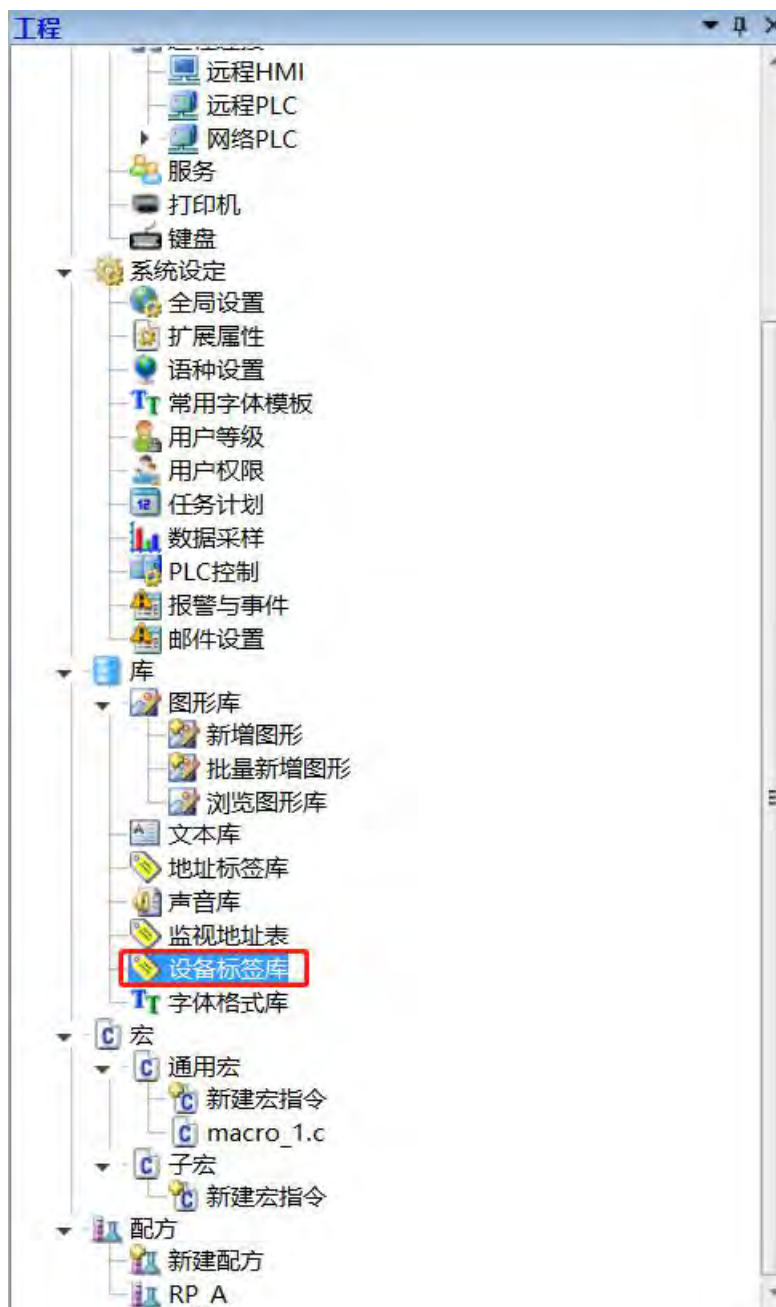 工程
远程HMI
远程PLC
网络PLC
服务
打印机
键盘
系统设定
全局设置
扩展属性
语种设置
常用字体模板
用户等级
用户权限
任务计划
数据采样
PLC控制
报警与事件
邮件设置
库
图形库
新增图形
批量新增图形
浏览图形库
文本库
地址标签库
声音库
监视地址表
设备标签库
字体格式库
宏
通用宏
新建宏指令
macro_1.c
子宏
新建宏指令
配方
新建配方
RP_A